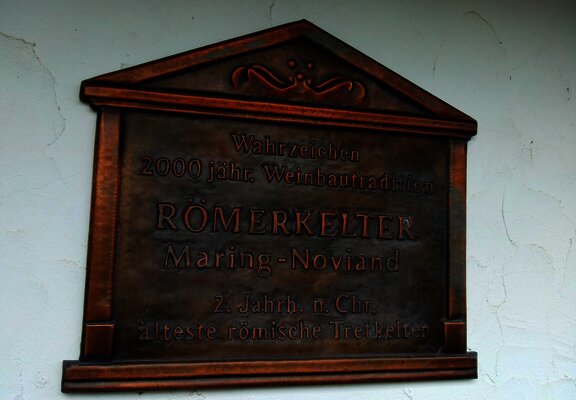 Wahrzeichen
2000 jähr. Weinbautradition
RÖMERKELTER
Maring-Noviand
2. Jahrh. n. Chr.
älteste römische Tretkelter